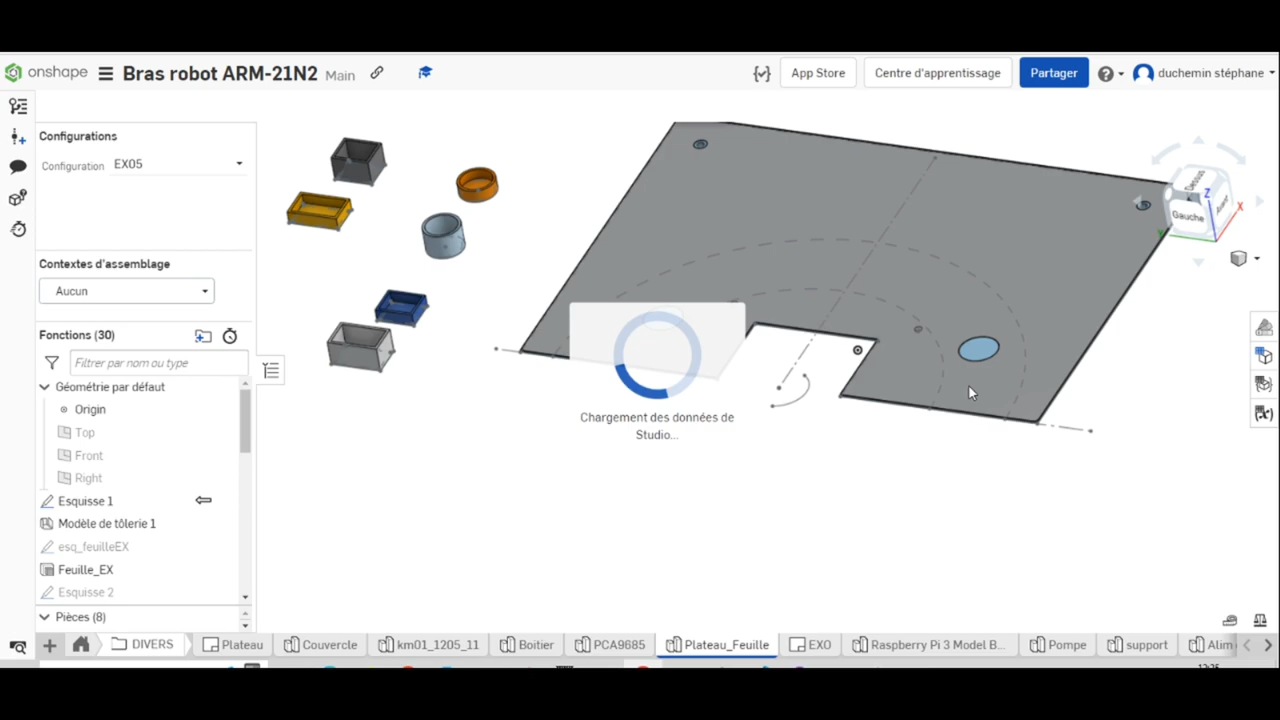 onshape Bras robot ARM-21N2 Main App Store Centre d'apprentissage Partager duchemin stéphane
Configurations
Configuration EX05
Contextes d'assemblage
Aucun
Fonctions (30)
Filtrer par nom ou type
Géométrie par défaut
Origin
Top
Front
Right
Esquisse 1
Modèle de tôlerie 1
esq_feuilleEX
Feuille_EX
Esquisse 2
Pièces (8)
Chargement des données de
Studio...
Dessus
Gauche
Avant
Z
X
Y
(x)
DIVERS Plateau Couvercle km01_1205_11 Boitier PCA9685 Plateau_Feuille EXO Raspberry Pi 3 Model B... Pompe support Alim